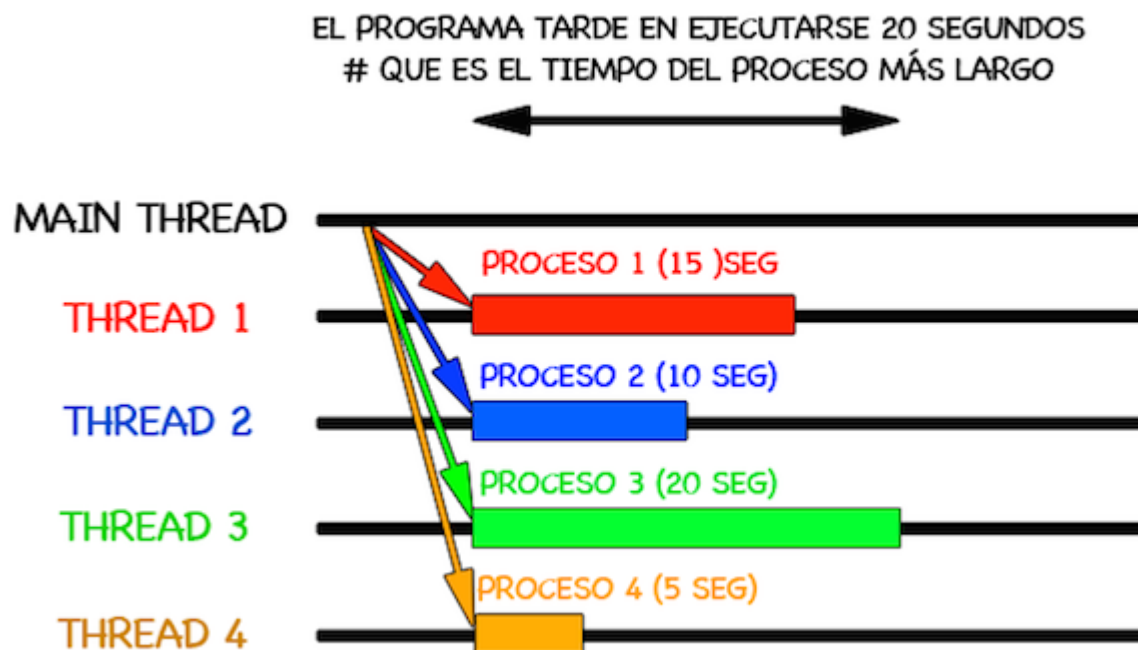 EL PROGRAMA TARDE EN EJECUTARSE 20 SEGUNDOS
# QUE ES EL TIEMPO DEL PROCESO MÁS LARGO
MAIN THREAD
PROCESO 1 (15 )SEG
THREAD 1
PROCESO 2 (10 SEG)
THREAD 2
PROCESO 3 (20 SEG)
THREAD 3
PROCESO 4 (5 SEG)
THREAD 4